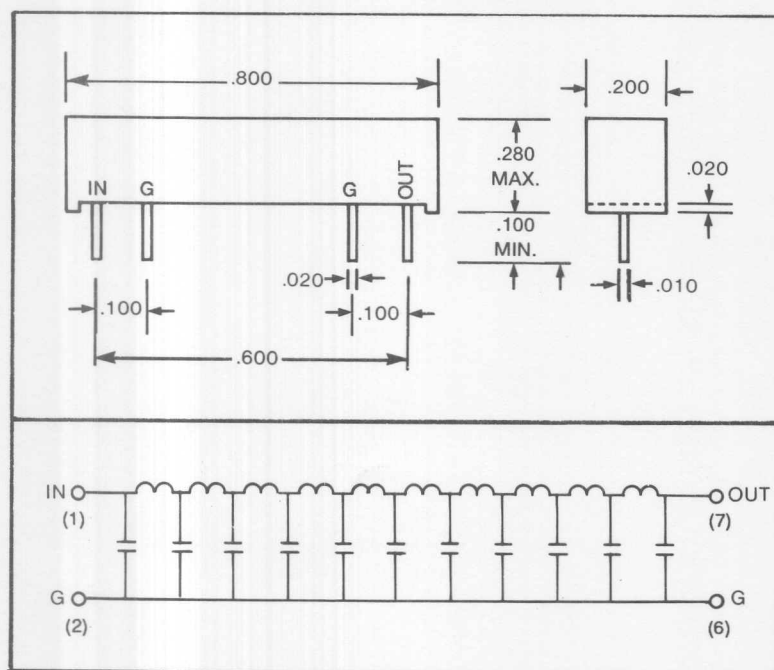 .800
.200
.280
MAX.
.020
IN G G OUT
.100
MIN.
.020
.010
.100 .100
.600
IN OUT
(1) (7)
G G
(2) (6)